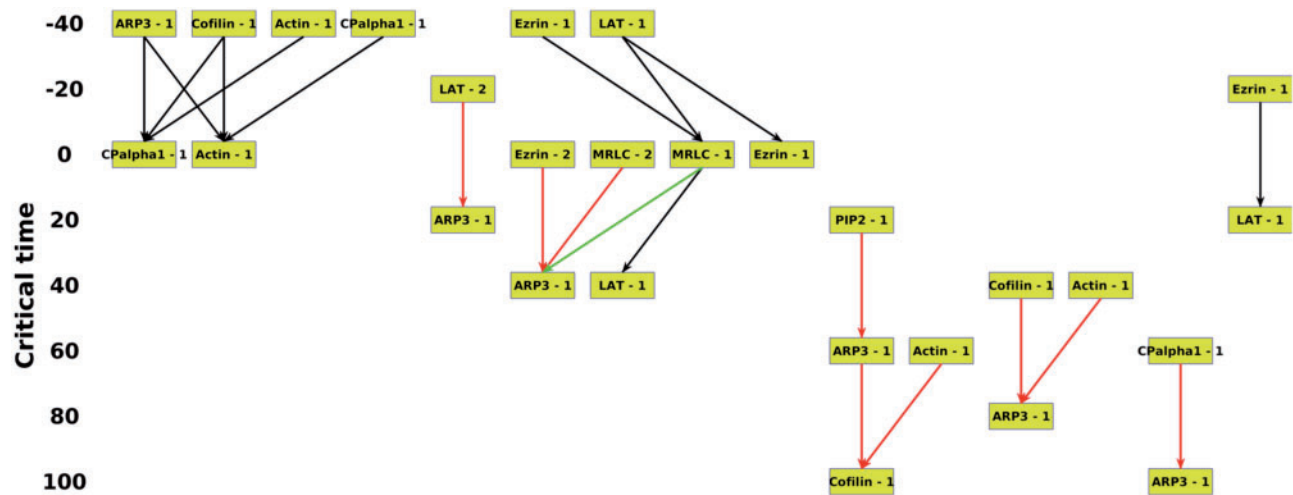 -40 ARP3 - 1 Cofilin - 1 Actin - 1 CPalpha1 - 1 Ezrin - 1 LAT - 1
-20 LAT - 2 Ezrin - 1
0 CPalpha1 - 1 Actin - 1 Ezrin - 2 MRLC - 2 MRLC - 1 Ezrin - 1
20 ARP3 - 1 PIP2 - 1 LAT - 1
40 ARP3 - 1 LAT - 1 Cofilin - 1 Actin - 1
60 ARP3 - 1 Actin - 1 CPalpha1 - 1
80 ARP3 - 1
100 Cofilin - 1 ARP3 - 1
Critical time